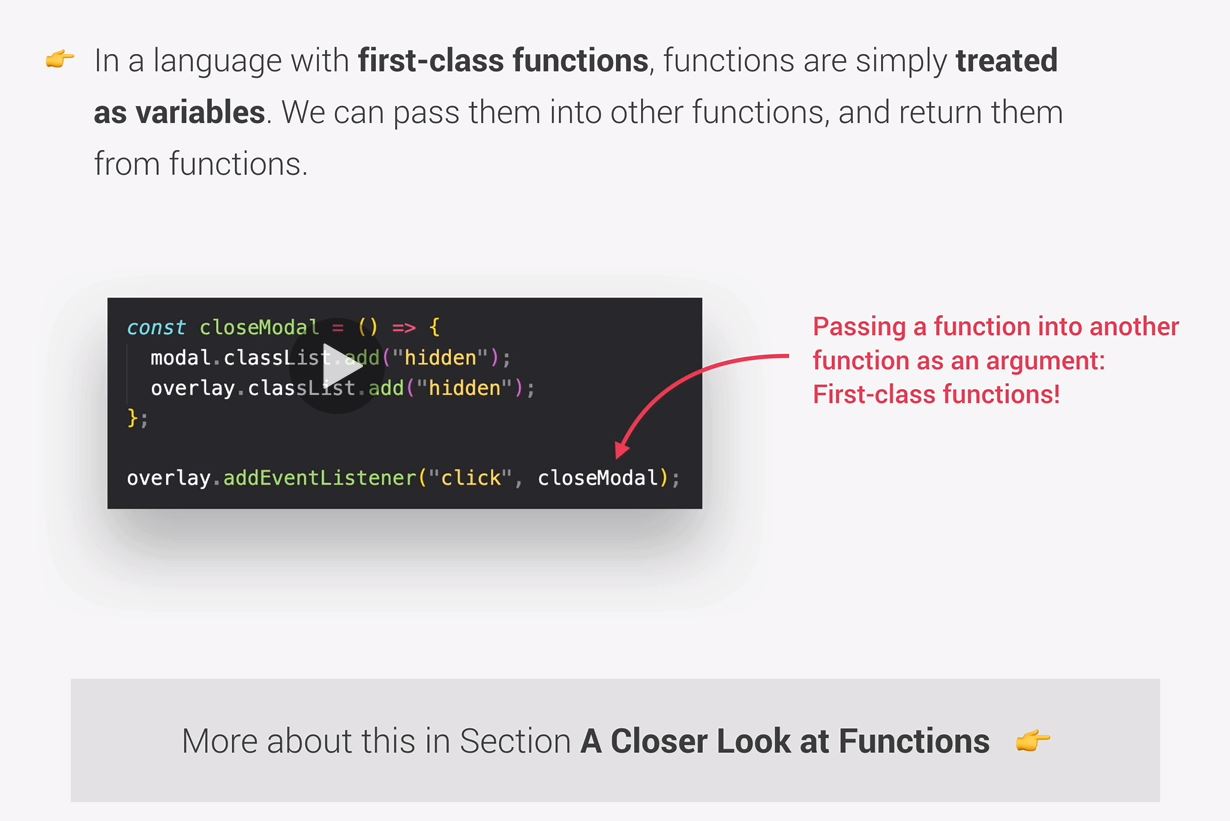 👉 In a language with first-class functions, functions are simply treated
as variables. We can pass them into other functions, and return them
from functions.
const closeModal = () => {
  modal.classList.add("hidden");
  overlay.classList.add("hidden");
};
overlay.addEventListener("click", closeModal);
Passing a function into another
function as an argument:
First-class functions!
More about this in Section A Closer Look at Functions 👉